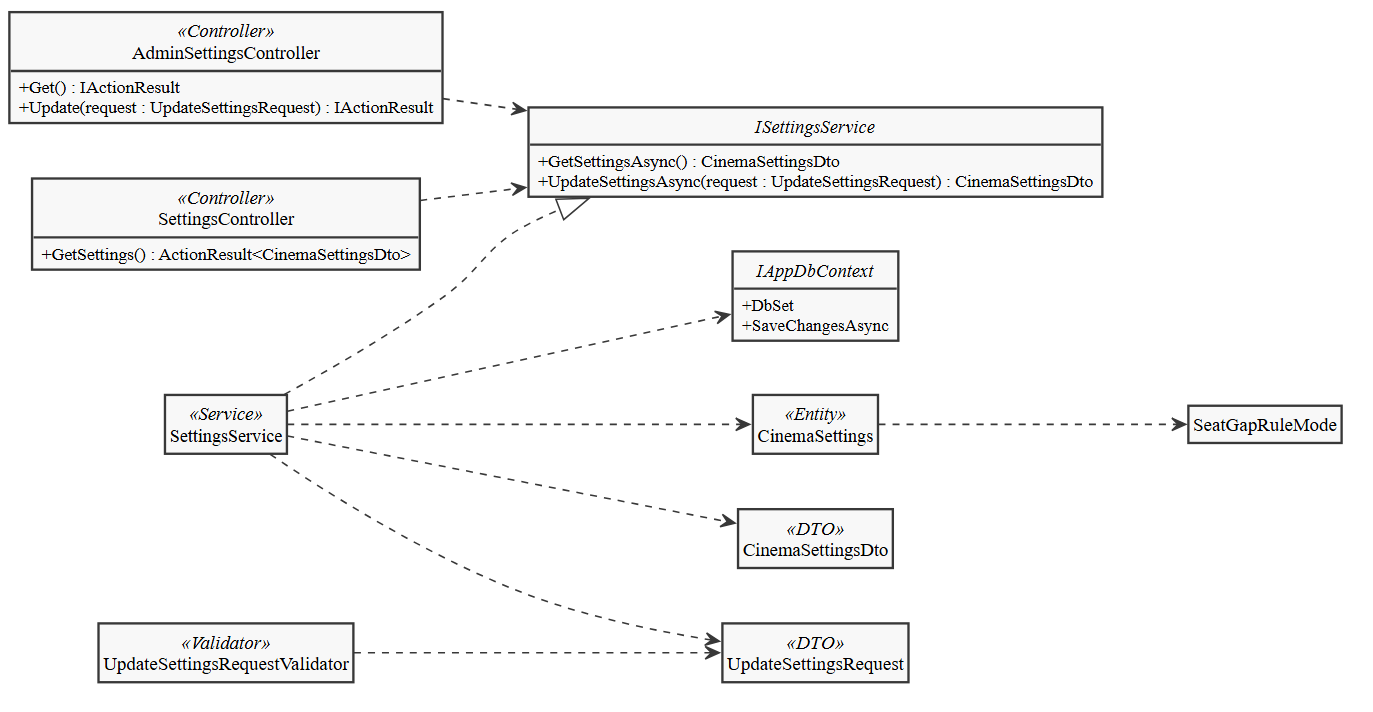 «Controller»
AdminSettingsController
+Get() : IActionResult
+Update(request : UpdateSettingsRequest) : IActionResult
ISettingsService
+GetSettingsAsync() : CinemaSettingsDto
+UpdateSettingsAsync(request : UpdateSettingsRequest) : CinemaSettingsDto
«Controller»
SettingsController
+GetSettings() : ActionResult<CinemaSettingsDto>
IAppDbContext
+DbSet
+SaveChangesAsync
«Service»
SettingsService
«Entity»
CinemaSettings
SeatGapRuleMode
«DTO»
CinemaSettingsDto
«Validator»
UpdateSettingsRequestValidator
«DTO»
UpdateSettingsRequest